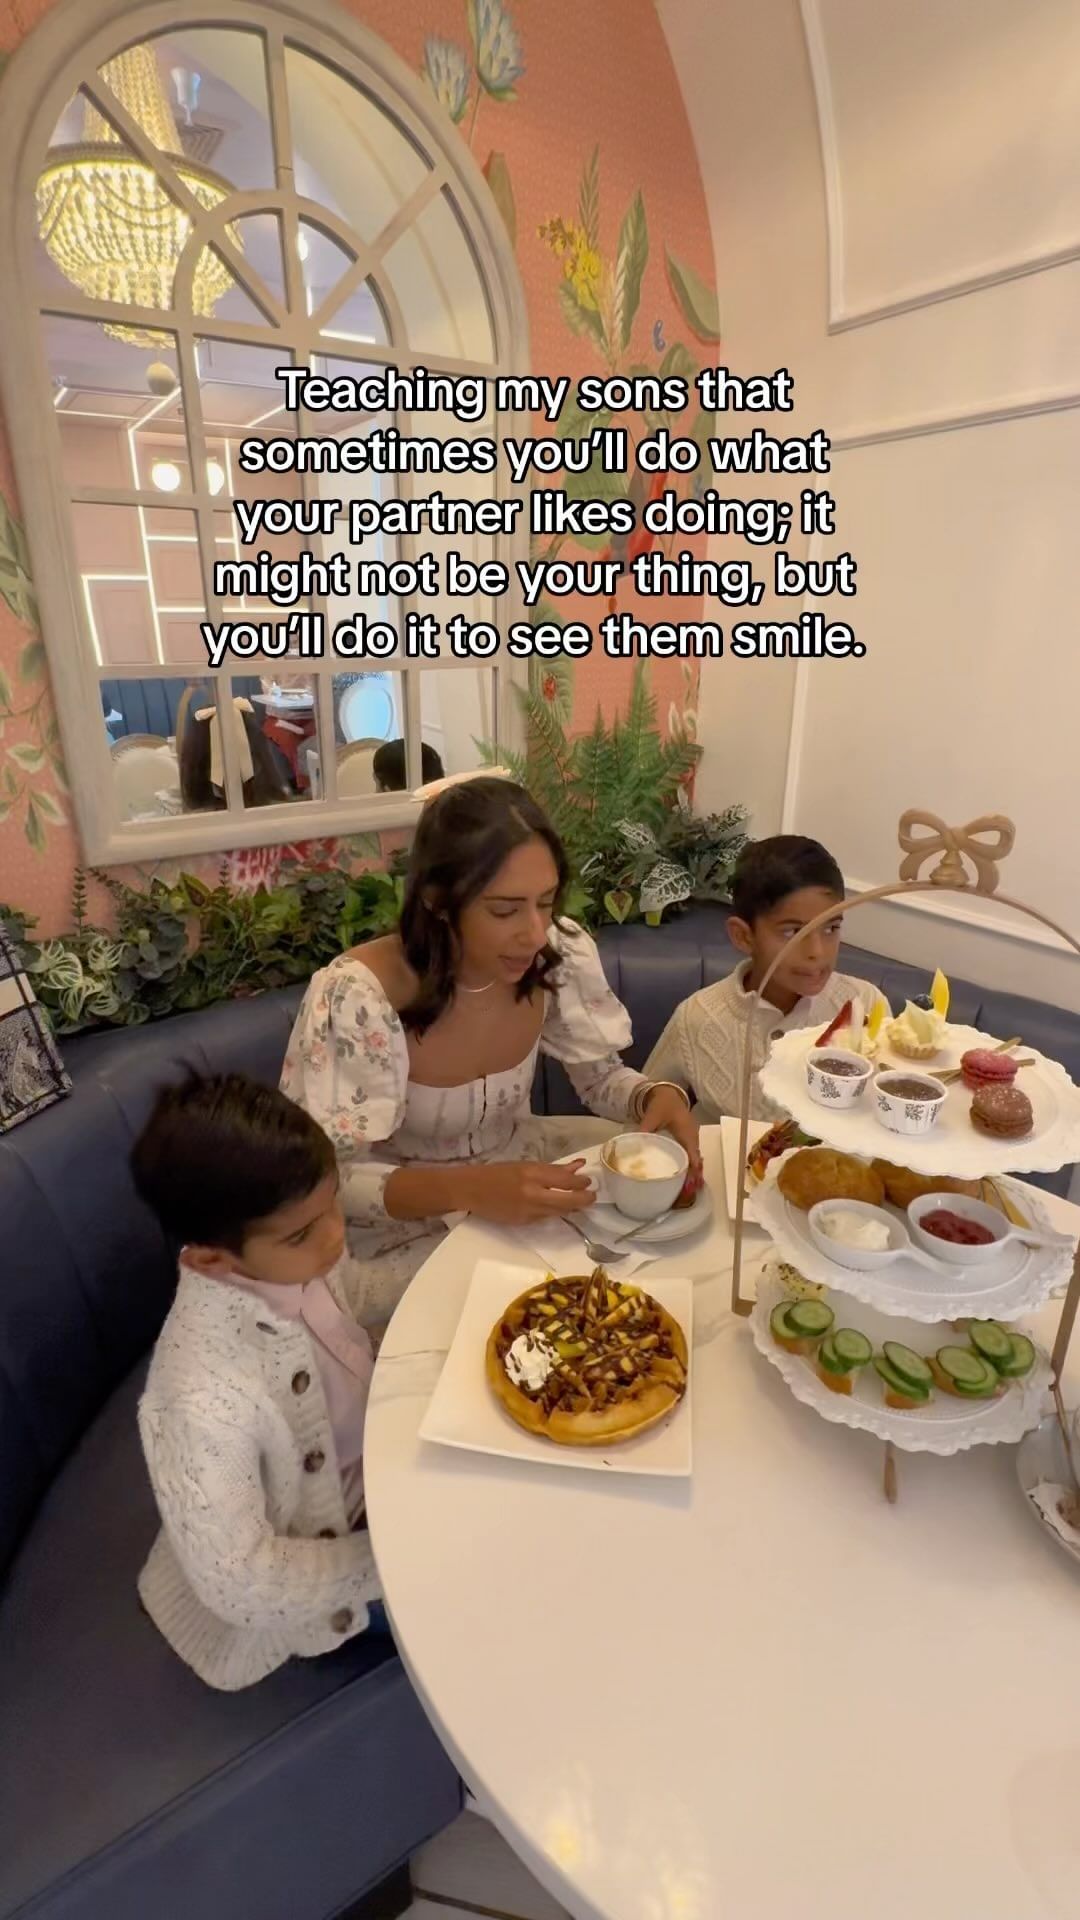 Teaching my sons that
sometimes you’ll do what
your partner likes doing; it
might not be your thing, but
you’ll do it to see them smile.